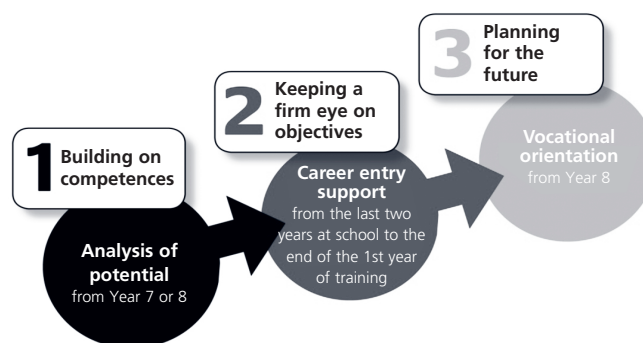 1
Building on
competences
Analysis of
potential
from Year 7 or 8
2
Keeping a
firm eye on
objectives
Career entry
support
from the last two
years at school to the
end of the 1st year
of training
3
Planning
for the
future
Vocational
orientation
from Year 8